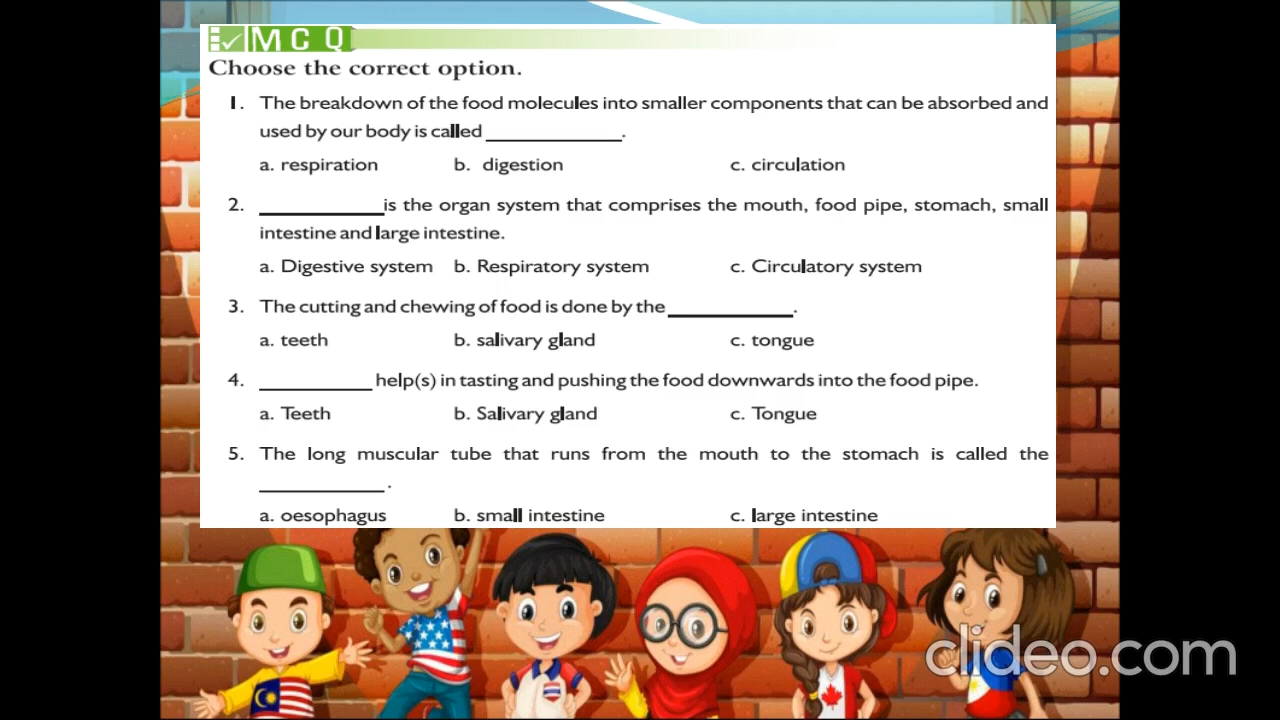 MCQ
Choose the correct option.
1. The breakdown of the food molecules into smaller components that can be absorbed and
used by our body is called ____________.
a. respiration b. digestion c. circulation
2. ____________is the organ system that comprises the mouth, food pipe, stomach, small
intestine and large intestine.
a. Digestive system b. Respiratory system c. Circulatory system
3. The cutting and chewing of food is done by the ____________.
a. teeth b. salivary gland c. tongue
4. ____________ help(s) in tasting and pushing the food downwards into the food pipe.
a. Teeth b. Salivary gland c. Tongue
5. The long muscular tube that runs from the mouth to the stomach is called the
____________.
a. oesophagus b. small intestine c. large intestine
clideo.com